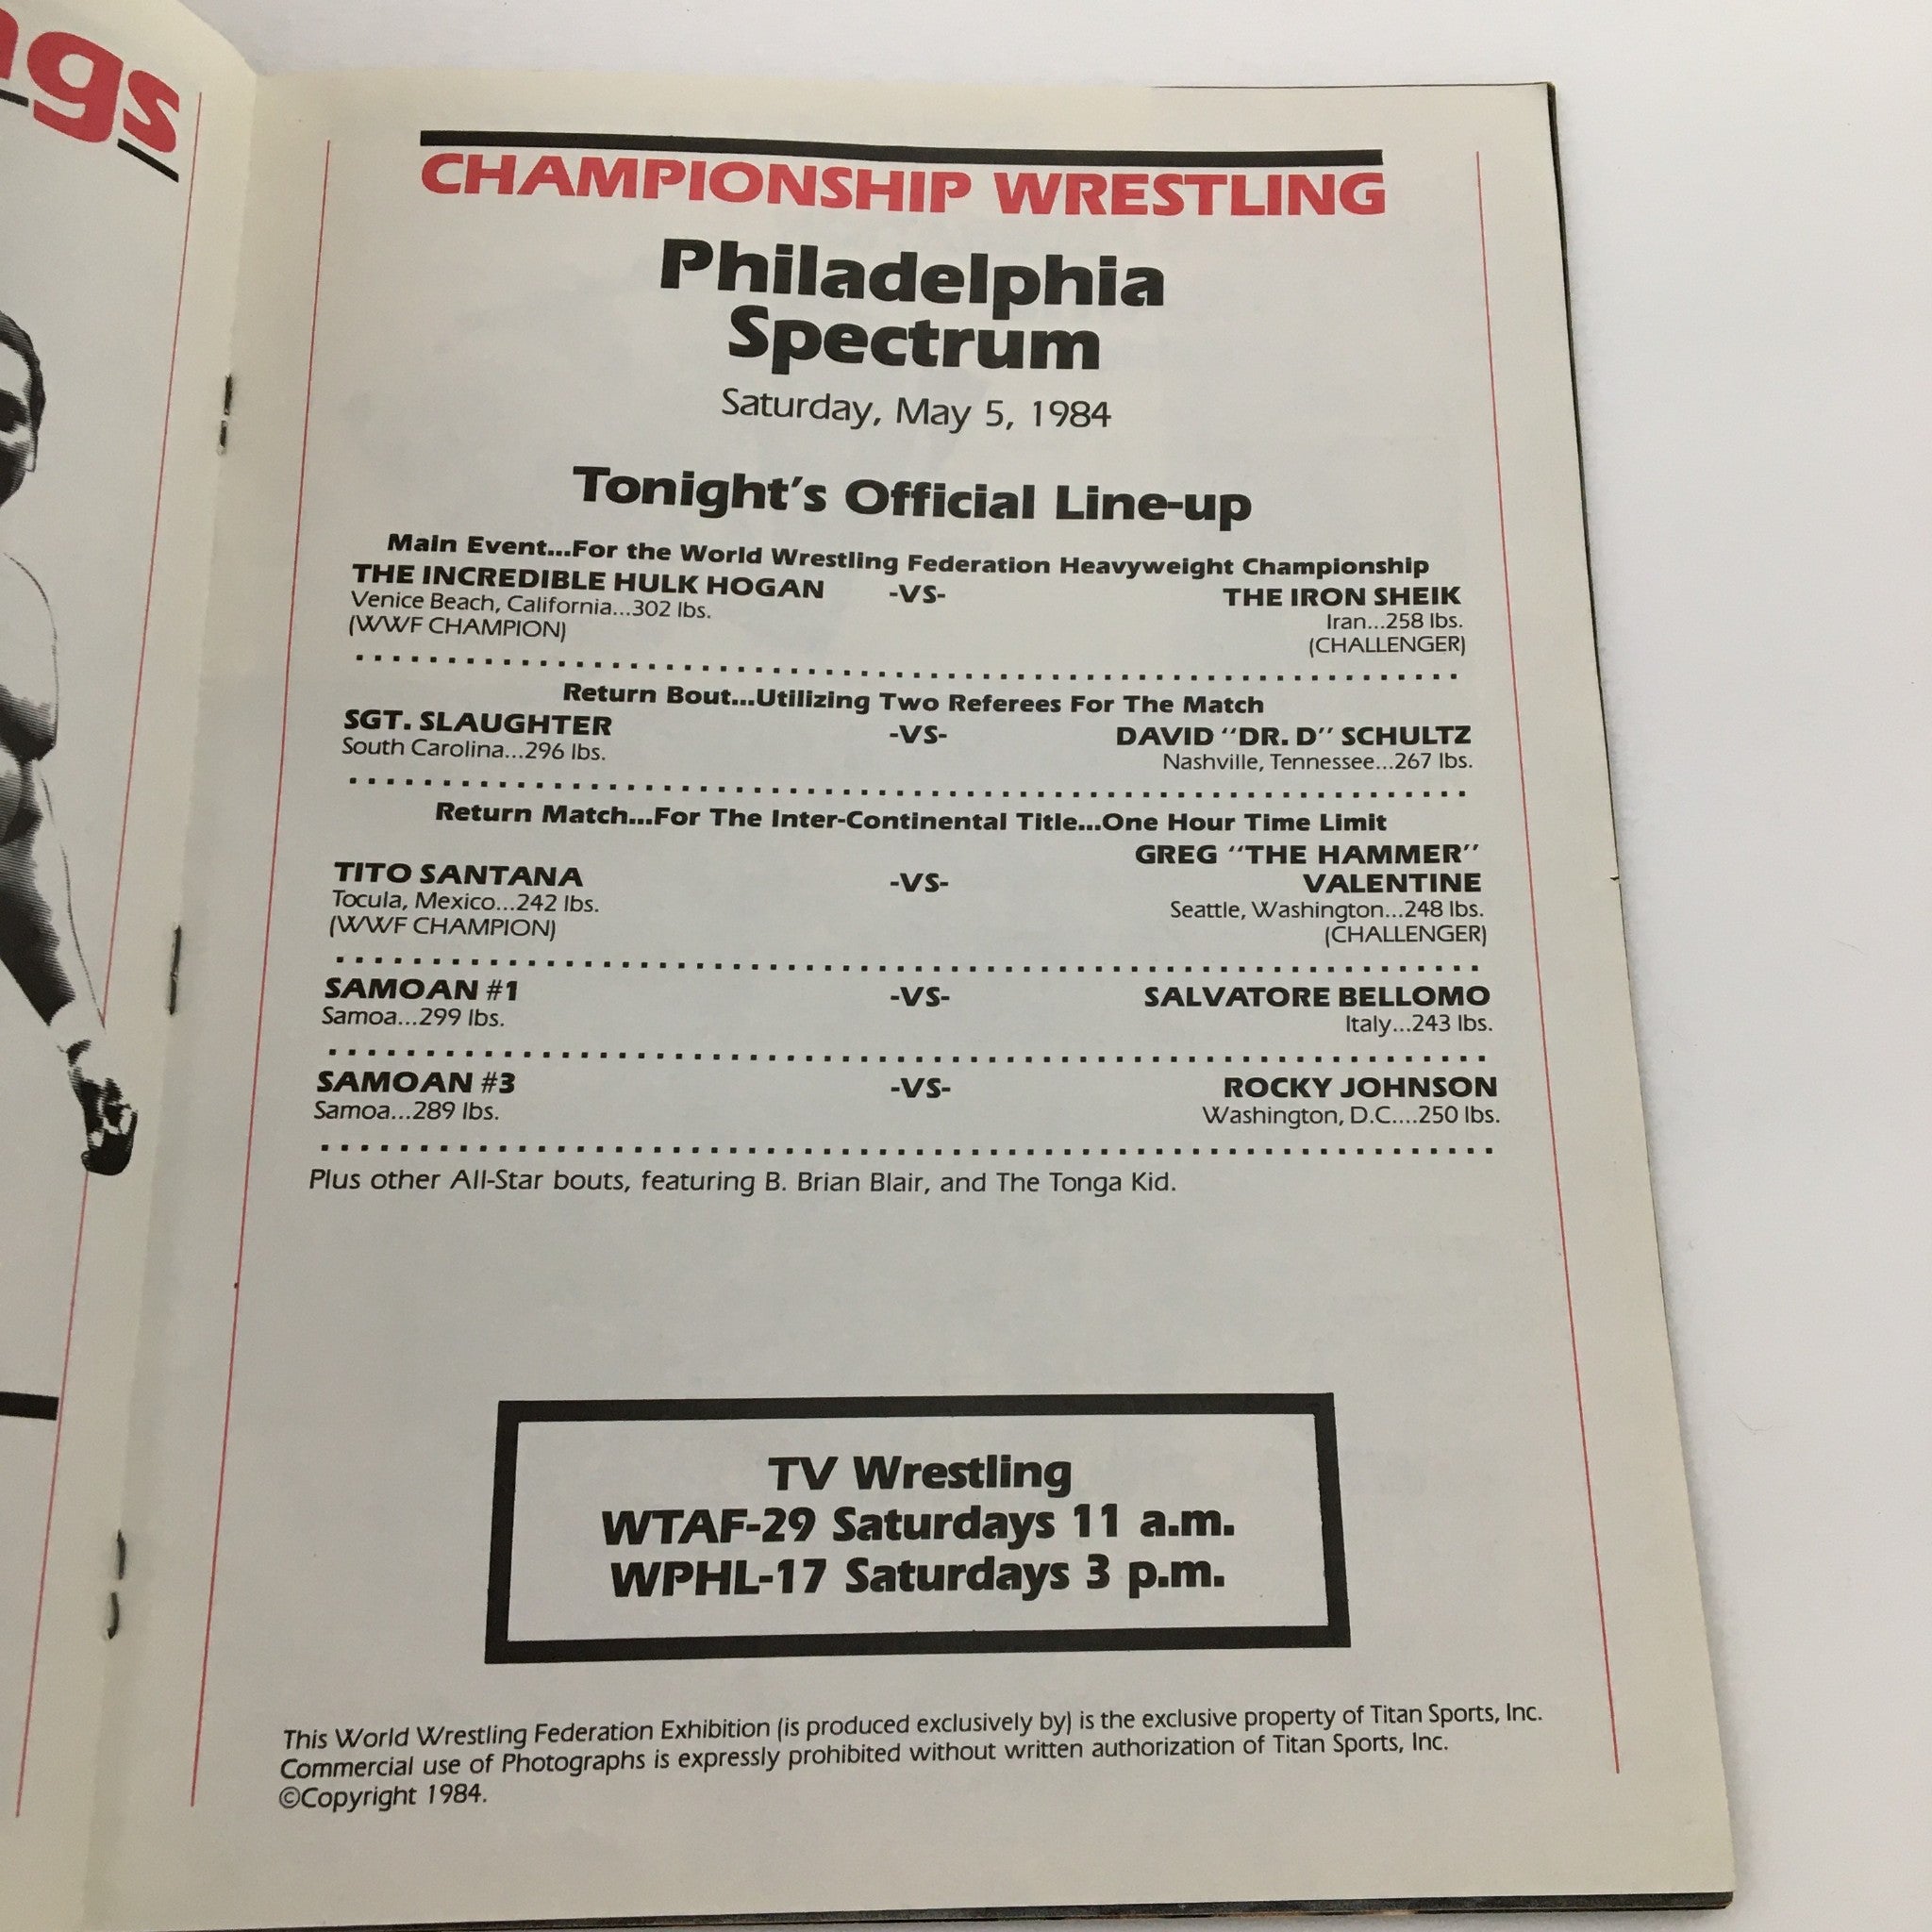 gs
CHAMPIONSHIP WRESTLING
Philadelphia
Spectrum
Saturday, May 5, 1984
Tonight's Official Line-up
Main Event...For the World Wrestling Federation Heavyweight Championship
THE INCREDIBLE HULK HOGAN -VS- THE IRON SHEIK
Venice Beach, California...302 lbs. Iran...258 lbs.
(WWF CHAMPION) (CHALLENGER)
Return Bout...Utilizing Two Referees For The Match
SGT. SLAUGHTER -VS- DAVID "DR. D" SCHULTZ
South Carolina...296 lbs. Nashville, Tennessee...267 lbs.
Return Match...For The Inter-Continental Title...One Hour Time Limit
GREG "THE HAMMER"
TITO SANTANA -VS- VALENTINE
Tocula, Mexico...242 lbs. Seattle, Washington...248 lbs.
(WWF CHAMPION) (CHALLENGER)
SAMOAN #1 -VS- SALVATORE BELLOMO
Samoa...299 lbs. Italy...243 lbs.
SAMOAN #3 -VS- ROCKY JOHNSON
Samoa...289 lbs. Washington, D.C....250 lbs.
Plus other All-Star bouts, featuring B. Brian Blair, and The Tonga Kid.
TV Wrestling
WTAF-29 Saturdays 11 a.m.
WPHL-17 Saturdays 3 p.m.
This World Wrestling Federation Exhibition (is produced exclusively by) is the exclusive property of Titan Sports, Inc.
Commercial use of Photographs is expressly prohibited without written authorization of Titan Sports, Inc.
©Copyright 1984.